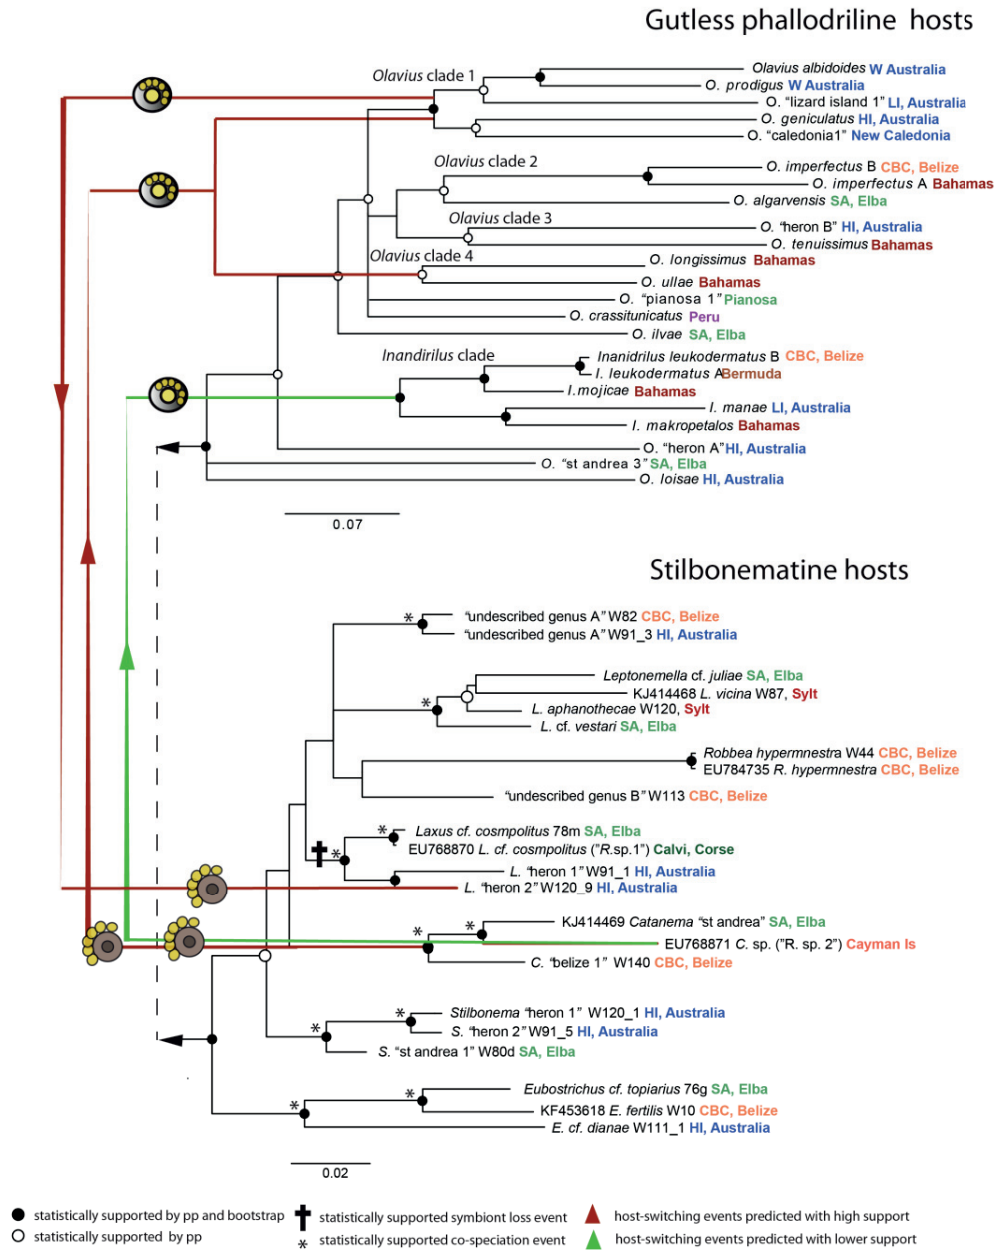 Gutless phallodriline hosts
Olavius clade 1
Olavius albidoides W Australia
O. prodigus W Australia
O. "lizard island 1" LI, Australia
O. geniculatus HI, Australia
O. "caledonia1" New Caledonia
Olavius clade 2
O. imperfectus B CBC, Belize
O. imperfectus A Bahamas
O. algarvensis SA, Elba
Olavius clade 3
O. "heron B" HI, Australia
O. tenuissimus Bahamas
Olavius clade 4
O. longissimus Bahamas
O. ullae Bahamas
O. "pianosa 1" Pianosa
O. crassitunicatus Peru
O. ilvae SA, Elba
Inandirilus clade
Inanidrilus leukodermatus B CBC, Belize
I. leukodermatus A Bermuda
I.mojicae Bahamas
I. manae LI, Australia
I. makropetalos Bahamas
O. "heron A" HI, Australia
O. "st andrea 3" SA, Elba
O. loisae HI, Australia
0.07
Stilbonematine hosts
"undescribed genus A" W82 CBC, Belize
"undescribed genus A" W91_3 HI, Australia
Leptonemella cf. juliae SA, Elba
KJ414468 L. vicina W87, Sylt
L. aphanothecae W120, Sylt
L. cf. vestari SA, Elba
Robbea hypermnestra W44 CBC, Belize
EU784735 R. hypermnestra CBC, Belize
"undescribed genus B" W113 CBC, Belize
Laxus cf. cosmpolitus 78m SA, Elba
EU768870 L. cf. cosmpolitus ("R.sp.1") Calvi, Corse
L. "heron 1" W91_1 HI, Australia
L. "heron 2" W120_9 HI, Australia
KJ414469 Catanema "st andrea" SA, Elba
EU768871 C. sp. ("R. sp. 2") Cayman Is
C. "belize 1" W140 CBC, Belize
Stilbonema "heron 1" W120_1 HI, Australia
S. "heron 2" W91_5 HI, Australia
S. "st andrea 1" W80d SA, Elba
Eubostrichus cf. topiarius 76g SA, Elba
KF453618 E. fertilis W10 CBC, Belize
E. cf. dianae W111_1 HI, Australia
0.02
statistically supported by pp and bootstrap
statistically supported by pp
statistically supported symbiont loss event
statistically supported co-speciation event
host-switching events predicted with high support
host-switching events predicted with lower support